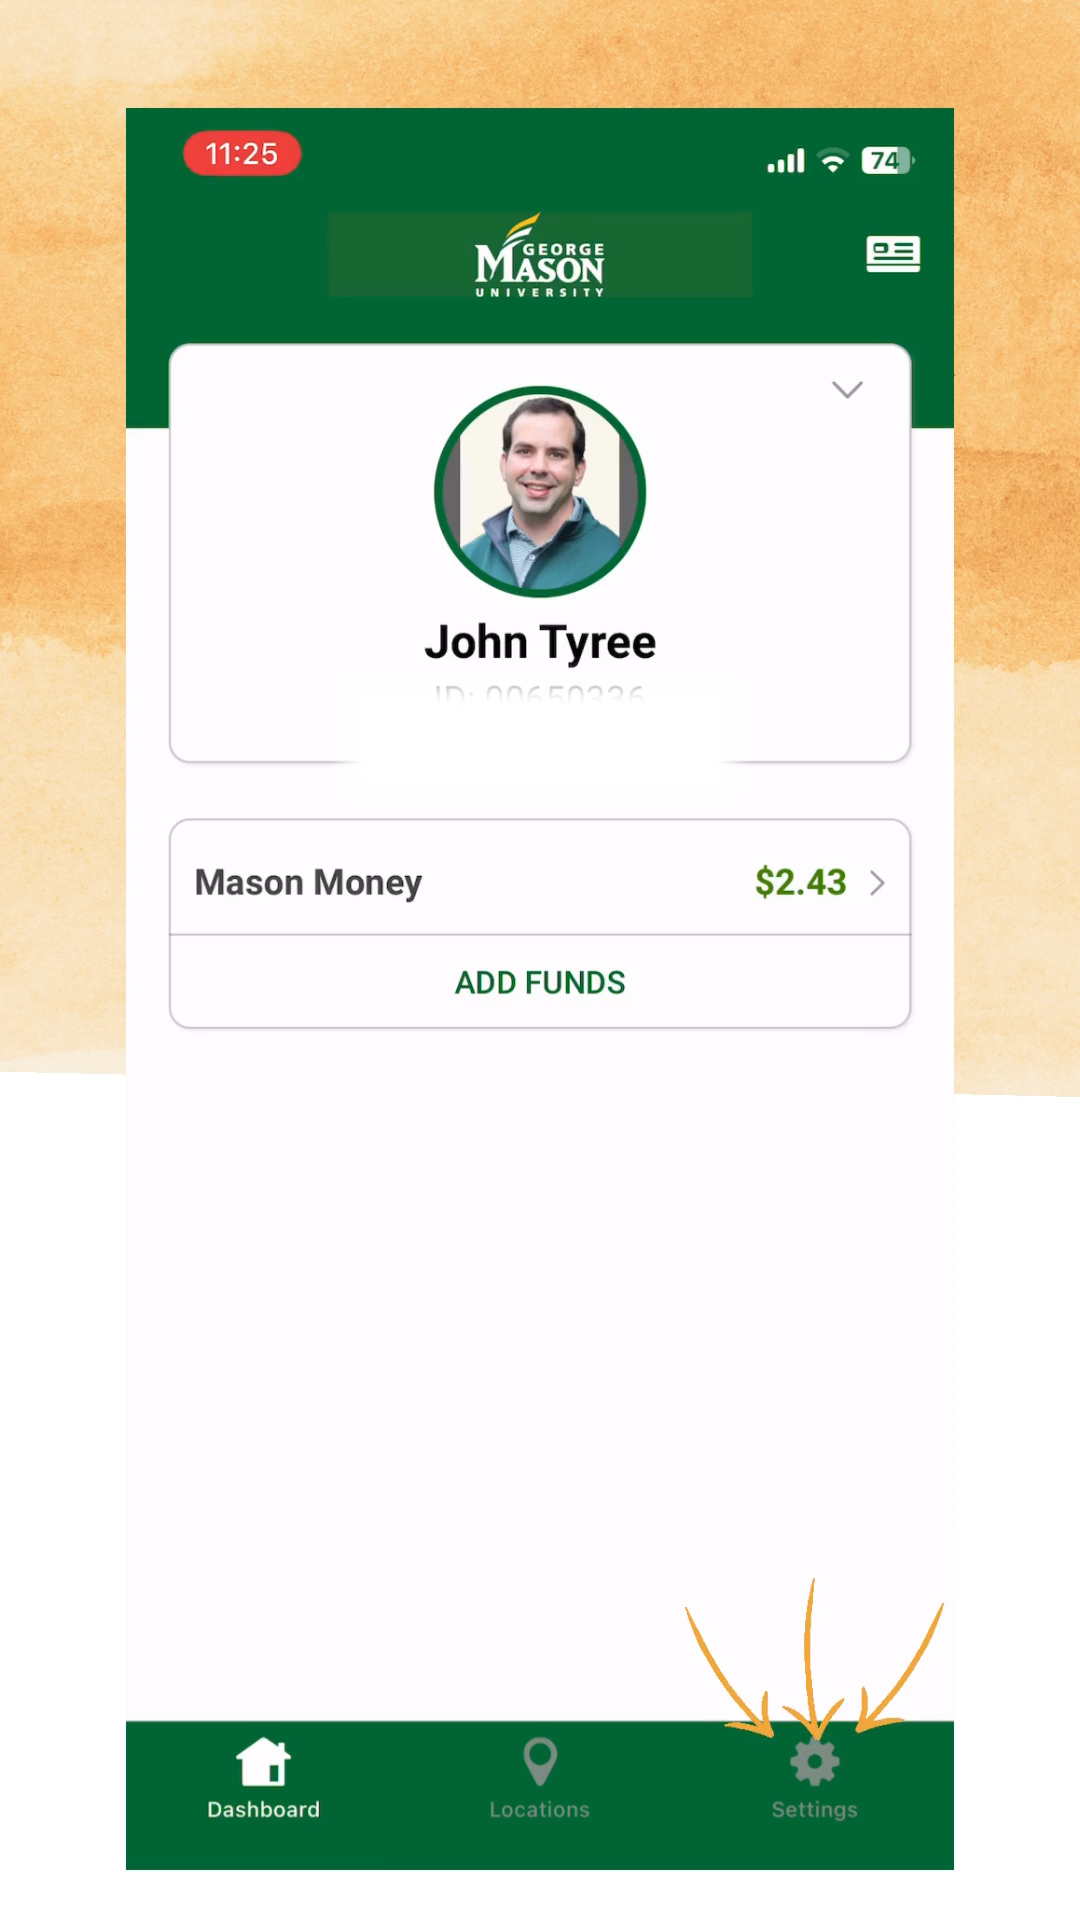 11:25
74
GEORGE
MASON
UNIVERSITY
John Tyree
Mason Money
$2.43
ADD FUNDS
Dashboard
Locations
Settings